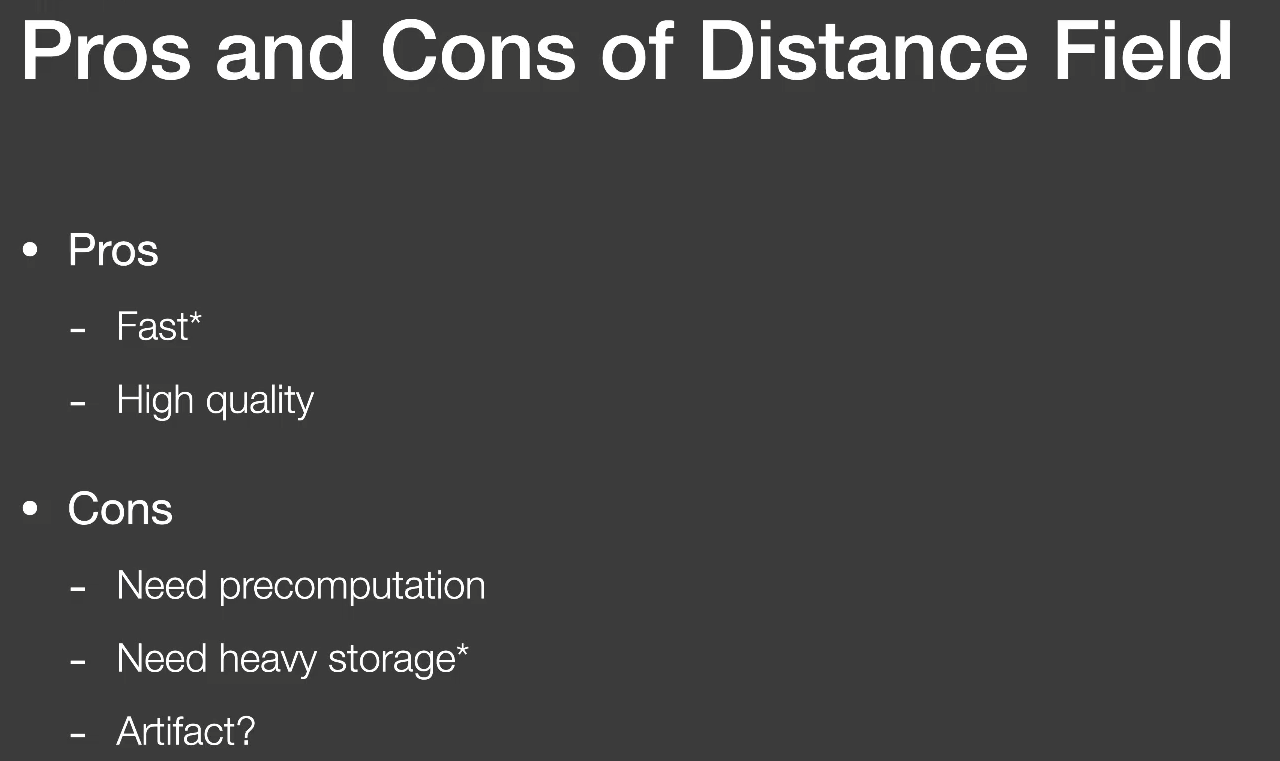 Pros and Cons of Distance Field
• Pros
- Fast*
- High quality
• Cons
- Need precomputation
- Need heavy storage*
- Artifact?